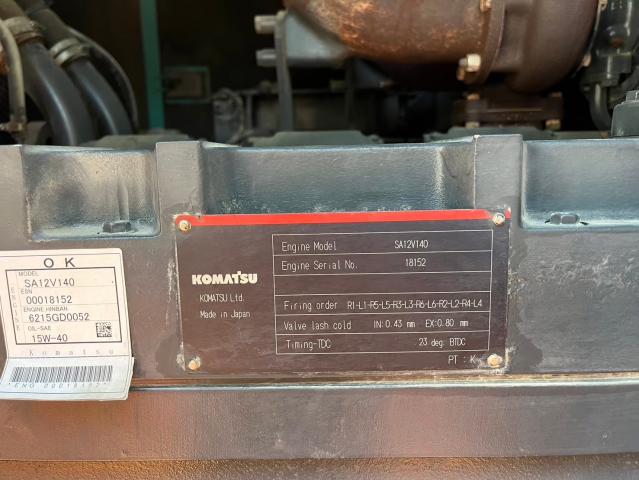 O K
MODEL
SA12V140
ESN
00018152
ENGINE HINBAN
6215GD0052
OIL-SAE
15W-40
Komatsu
*ENO 00018152*
KOMATSU
KOMATSU Ltd.
Made in Japan
Engine Model SA12V140
Engine Serial No. 18152
Firing order R1-L1-R5-L5-R3-L3-R6-L6-R2-L2-R4-L4
Valve lash cold IN:0.43 mm EX:0.80 mm
Timing-TDC 23 deg: BTDC
PT : K